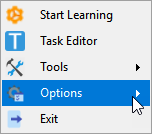 Start Learning
Task Editor
Tools
Options
Exit